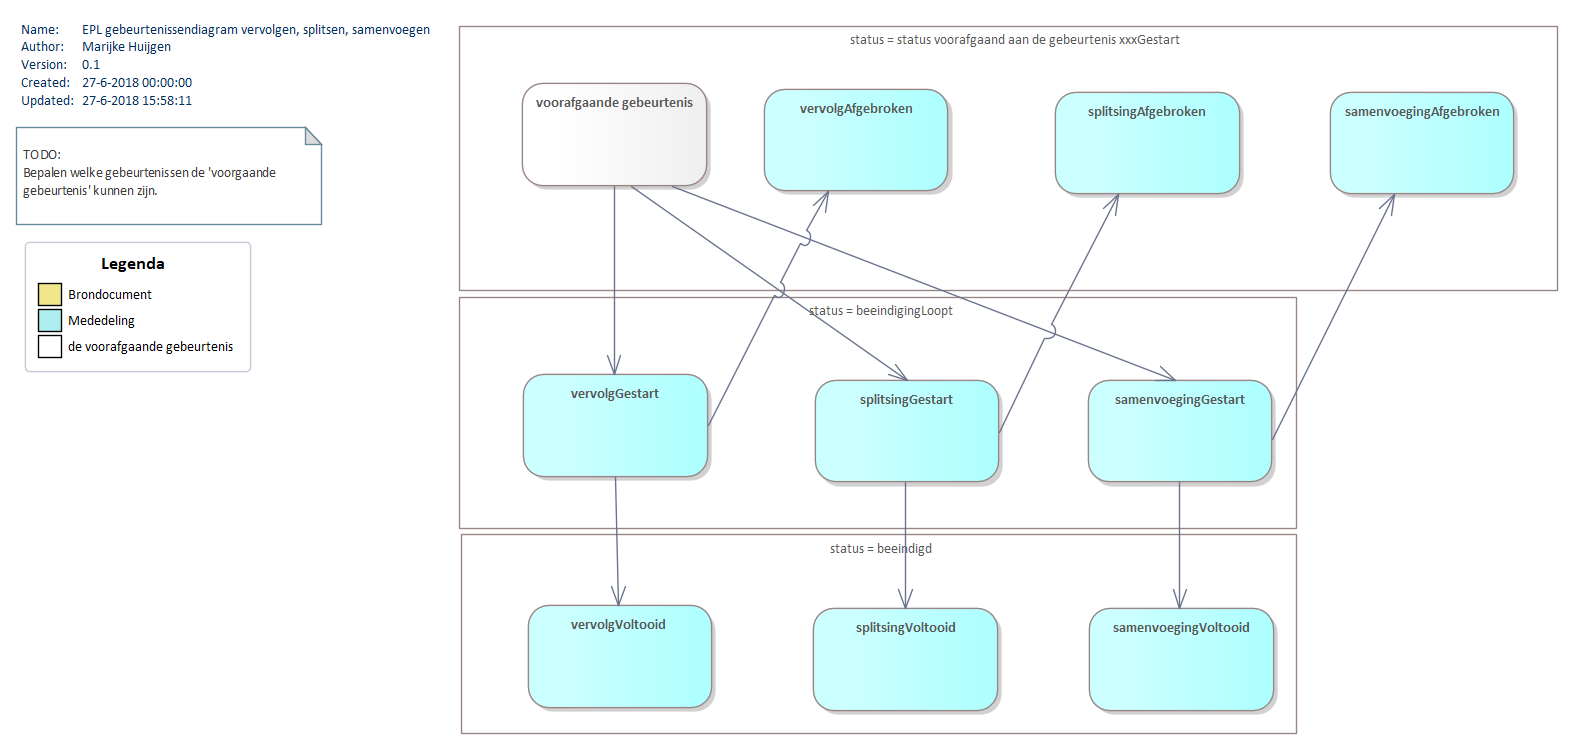 Name: EPL gebeurtenissendiagram vervolgen, splitsen, samenvoegen
Author: Marijke Huijgen
Version: 0.1
Created: 27-6-2018 00:00:00
Updated: 27-6-2018 15:58:11
TODO:
Bepalen welke gebeurtenissen de 'voorgaande
gebeurtenis' kunnen zijn.
Legenda
Brondocument
Mededeling
de voorafgaande gebeurtenis
status = status voorafgaand aan de gebeurtenis xxxGestart
voorafgaande gebeurtenis
vervolgAfgebroken
splitsingAfgebroken
samenvoegingAfgebroken
status = beeindigingLoopt
vervolgGestart
splitsingGestart
samenvoegingGestart
status = beeindigd
vervolgVoltooid
splitsingVoltooid
samenvoegingVoltooid